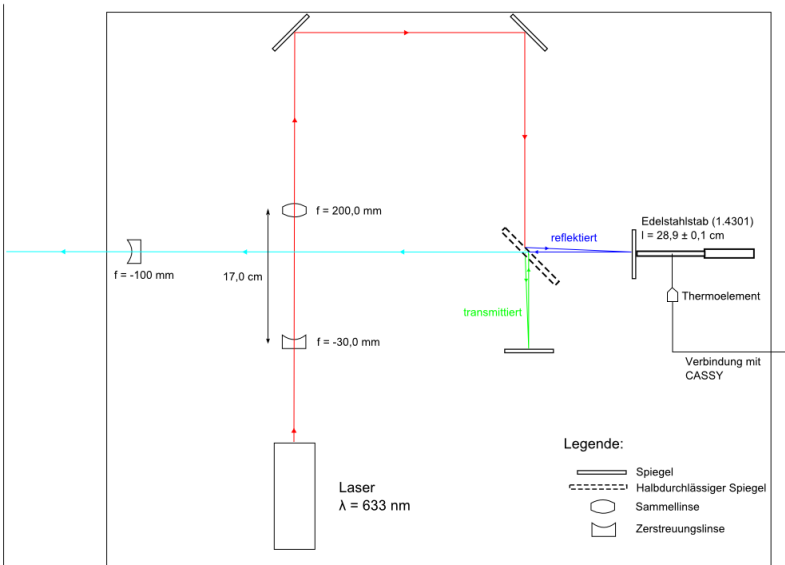 f = 200,0 mm
reflektiert
Edelstahlstab (1.4301)
l = 28,9 ± 0,1 cm
f = -100 mm
17,0 cm
Thermoelement
transmittiert
f = -30,0 mm
Verbindung mit
CASSY
Legende:
Spiegel
Laser
λ = 633 nm
Halbdurchlässiger Spiegel
Sammellinse
Zerstreuungslinse